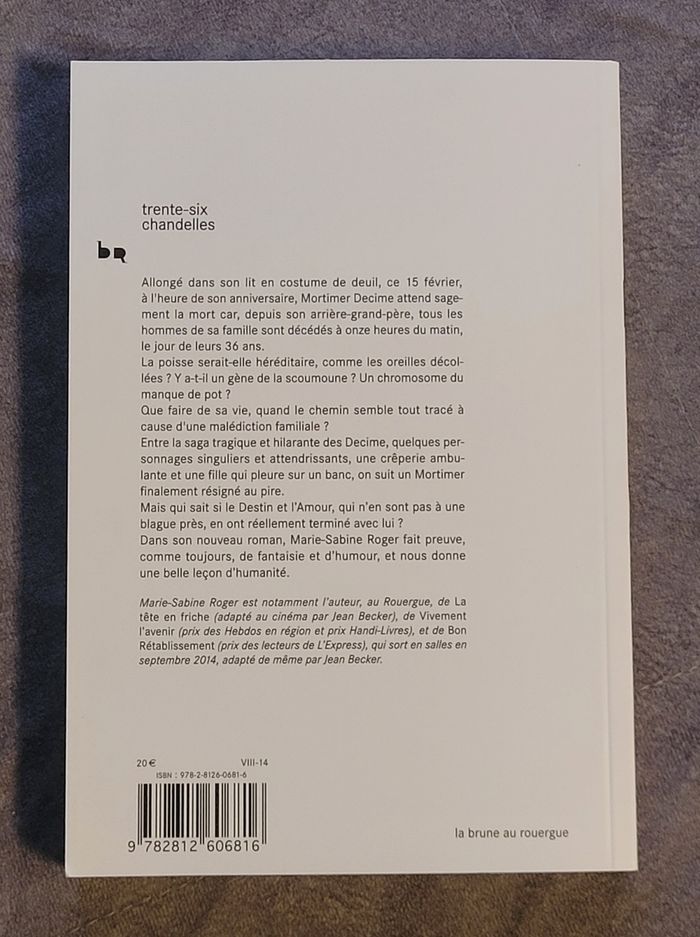 trente-six
chandelles
bR
Allongé dans son lit en costume de deuil, ce 15 février,
à l'heure de son anniversaire, Mortimer Decime attend sage-
ment la mort car, depuis son arrière-grand-père, tous les
hommes de sa famille sont décédés à onze heures du matin,
le jour de leurs 36 ans.
La poisse serait-elle héréditaire, comme les oreilles décol-
lées ? Y a-t-il un gène de la scoumoune ? Un chromosome du
manque de pot ?
Que faire de sa vie, quand le chemin semble tout tracé à
cause d'une malédiction familiale ?
Entre la saga tragique et hilarante des Decime, quelques per-
sonnages singuliers et attendrissants, une crêperie ambu-
lante et une fille qui pleure sur un banc, on suit un Mortimer
finalement résigné au pire.
Mais qui sait si le Destin et l'Amour, qui n'en sont pas à une
blague près, en ont réellement terminé avec lui ?
Dans son nouveau roman, Marie-Sabine Roger fait preuve,
comme toujours, de fantaisie et d'humour, et nous donne
une belle leçon d'humanité.
Marie-Sabine Roger est notamment l'auteur, au Rouergue, de La
tête en friche (adapté au cinéma par Jean Becker), de Vivement
l'avenir (prix des Hebdos en région et prix Handi-Livres), et de Bon
Rétablissement (prix des lecteurs de L'Express), qui sort en salles en
septembre 2014, adapté de même par Jean Becker.
20 € VIII-14
ISBN : 978-2-8126-0681-6
9 782812 606816
la brune au rouergue